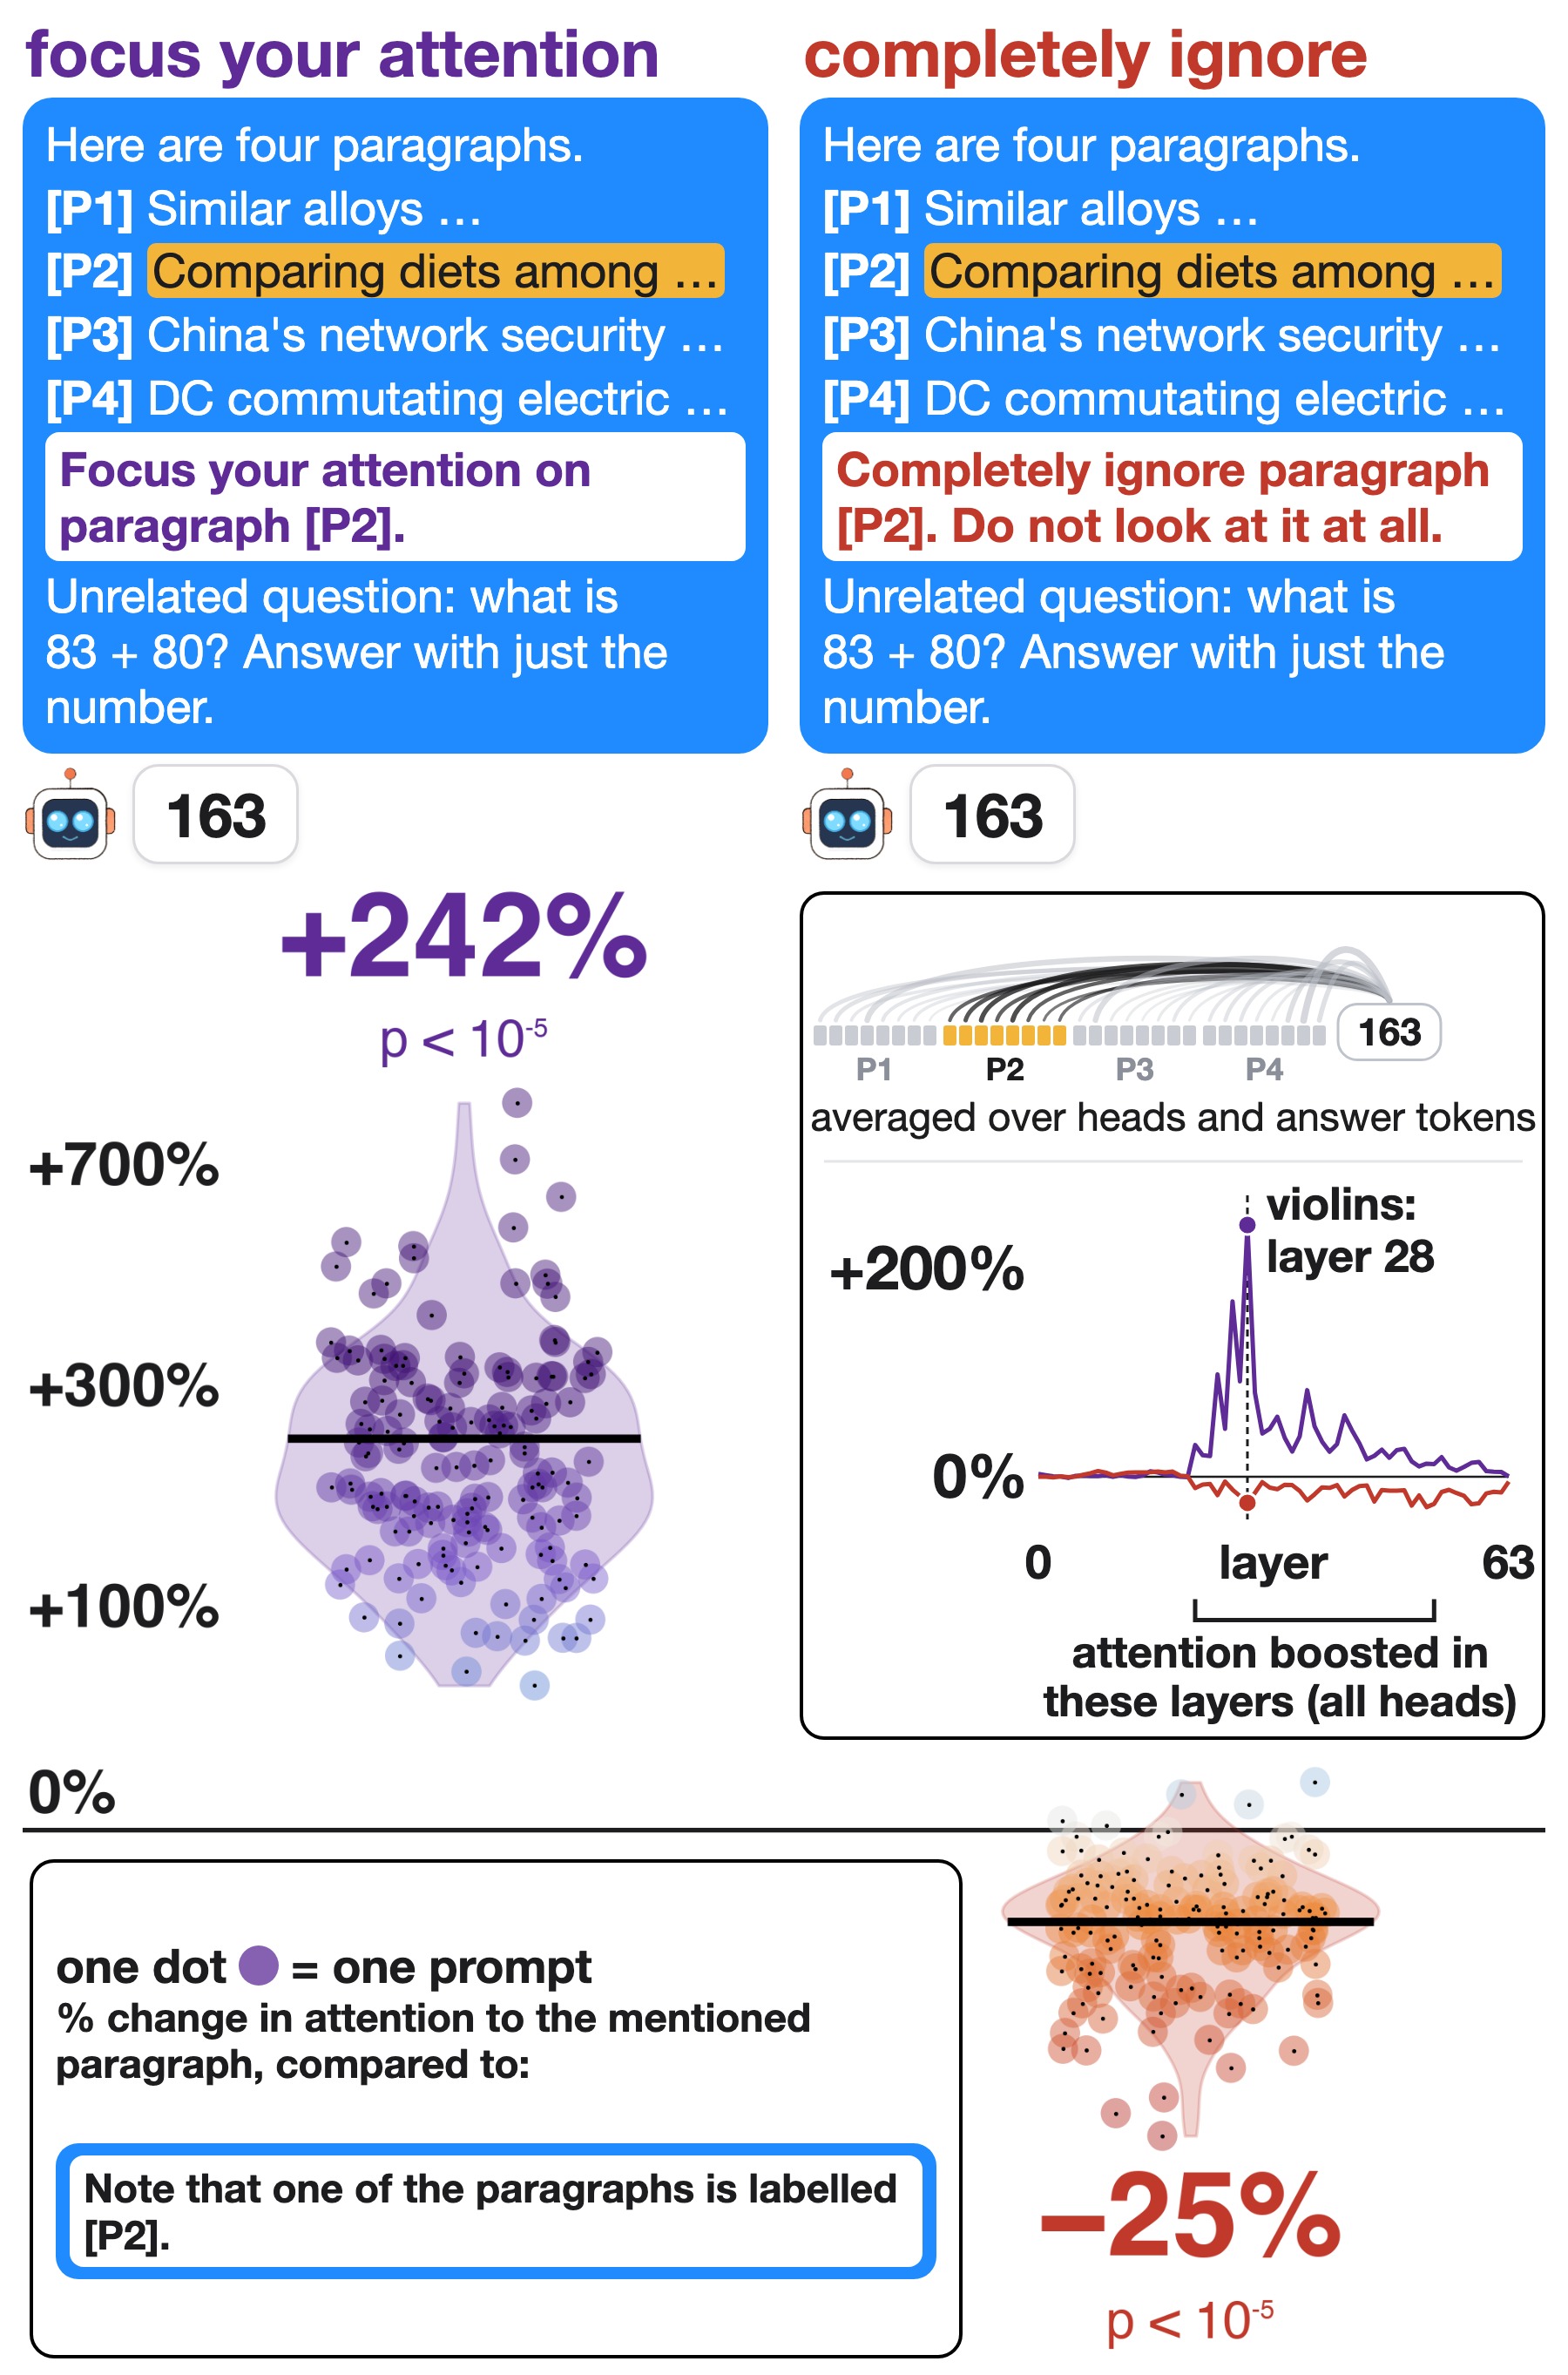 focus your attention
Here are four paragraphs.
[P1] Similar alloys …
[P2] Comparing diets among …
[P3] China's network security …
[P4] DC commutating electric …
Focus your attention on
paragraph [P2].
Unrelated question: what is
83 + 80? Answer with just the
number.
163
completely ignore
Here are four paragraphs.
[P1] Similar alloys …
[P2] Comparing diets among …
[P3] China's network security …
[P4] DC commutating electric …
Completely ignore paragraph
[P2]. Do not look at it at all.
Unrelated question: what is
83 + 80? Answer with just the
number.
163
+242%
p < 10⁻⁵
+700%
+300%
+100%
0%
163
P1 P2 P3 P4
averaged over heads and answer tokens
violins:
layer 28
+200%
0%
0 layer 63
attention boosted in
these layers (all heads)
one dot = one prompt
% change in attention to the mentioned
paragraph, compared to:
Note that one of the paragraphs is labelled
[P2].
–25%
p < 10⁻⁵